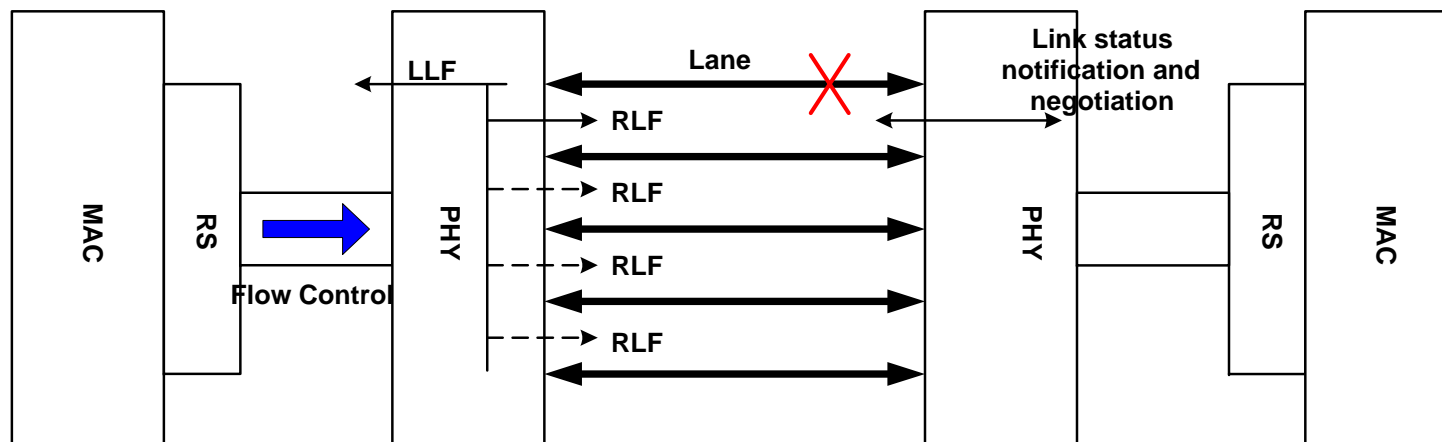 Link status
notification and
negotiation
Lane
LLF
RLF
RLF
RLF
RLF
MAC
RS
PHY
PHY
RS
MAC
Flow Control